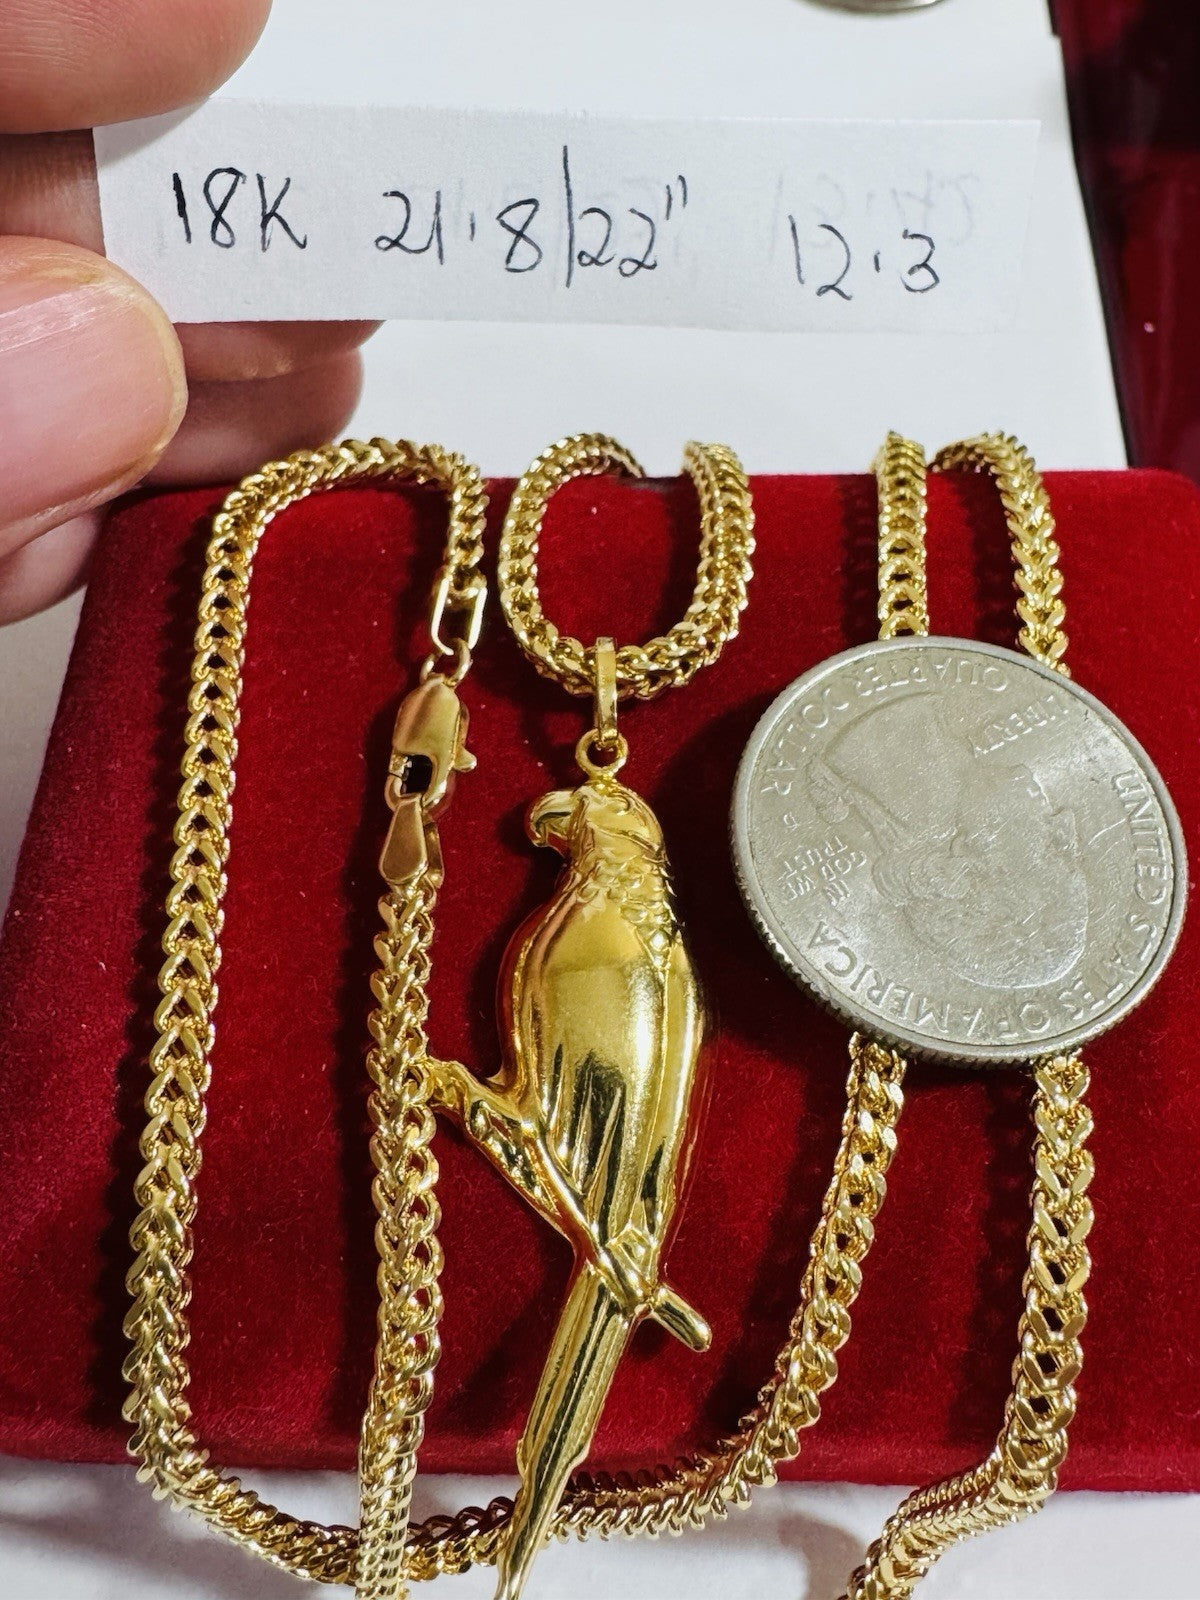 18K 21.8/22" 12.3
UNITED STATES OF AMERICA
LIBERTY
IN
GOD WE
TRUST
P
QUARTER DOLLAR